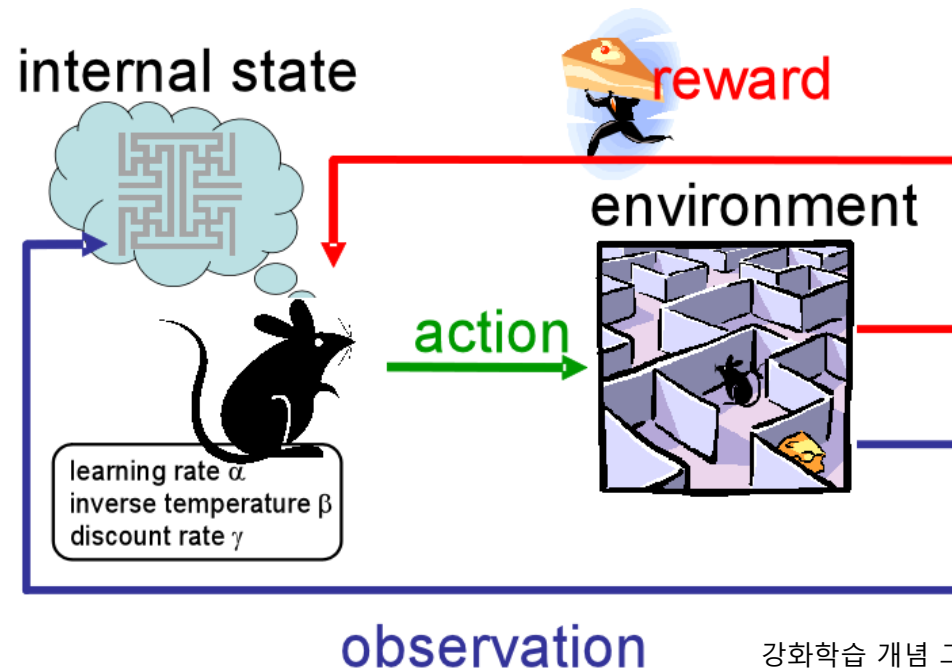 internal state
reward
environment
action
learning rate α
inverse temperature β
discount rate γ
observation
강화학습 개념